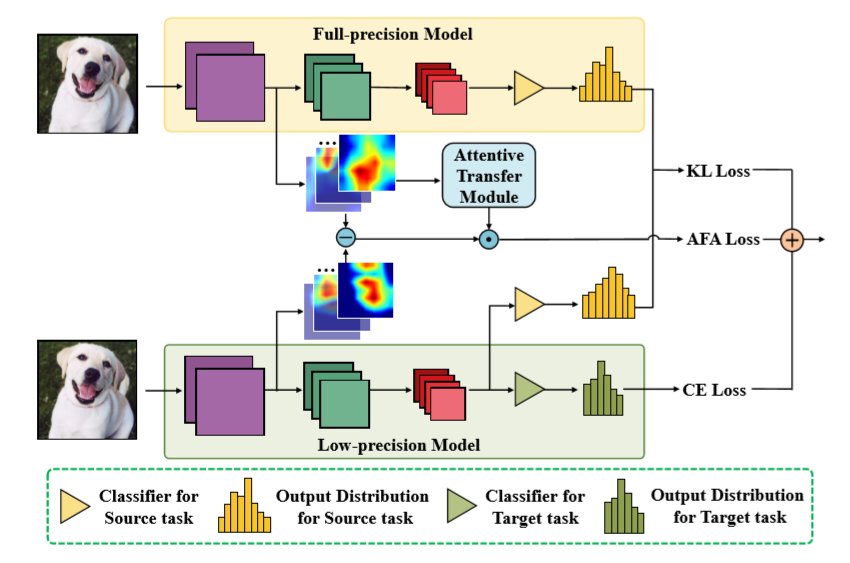 Full-precision Model
Attentive
Transfer
Module
KL Loss
AFA Loss
CE Loss
Low-precision Model
Classifier for
Source task
Output Distribution
for Source task
Classifier for
Target task
Output Distribution
for Target task